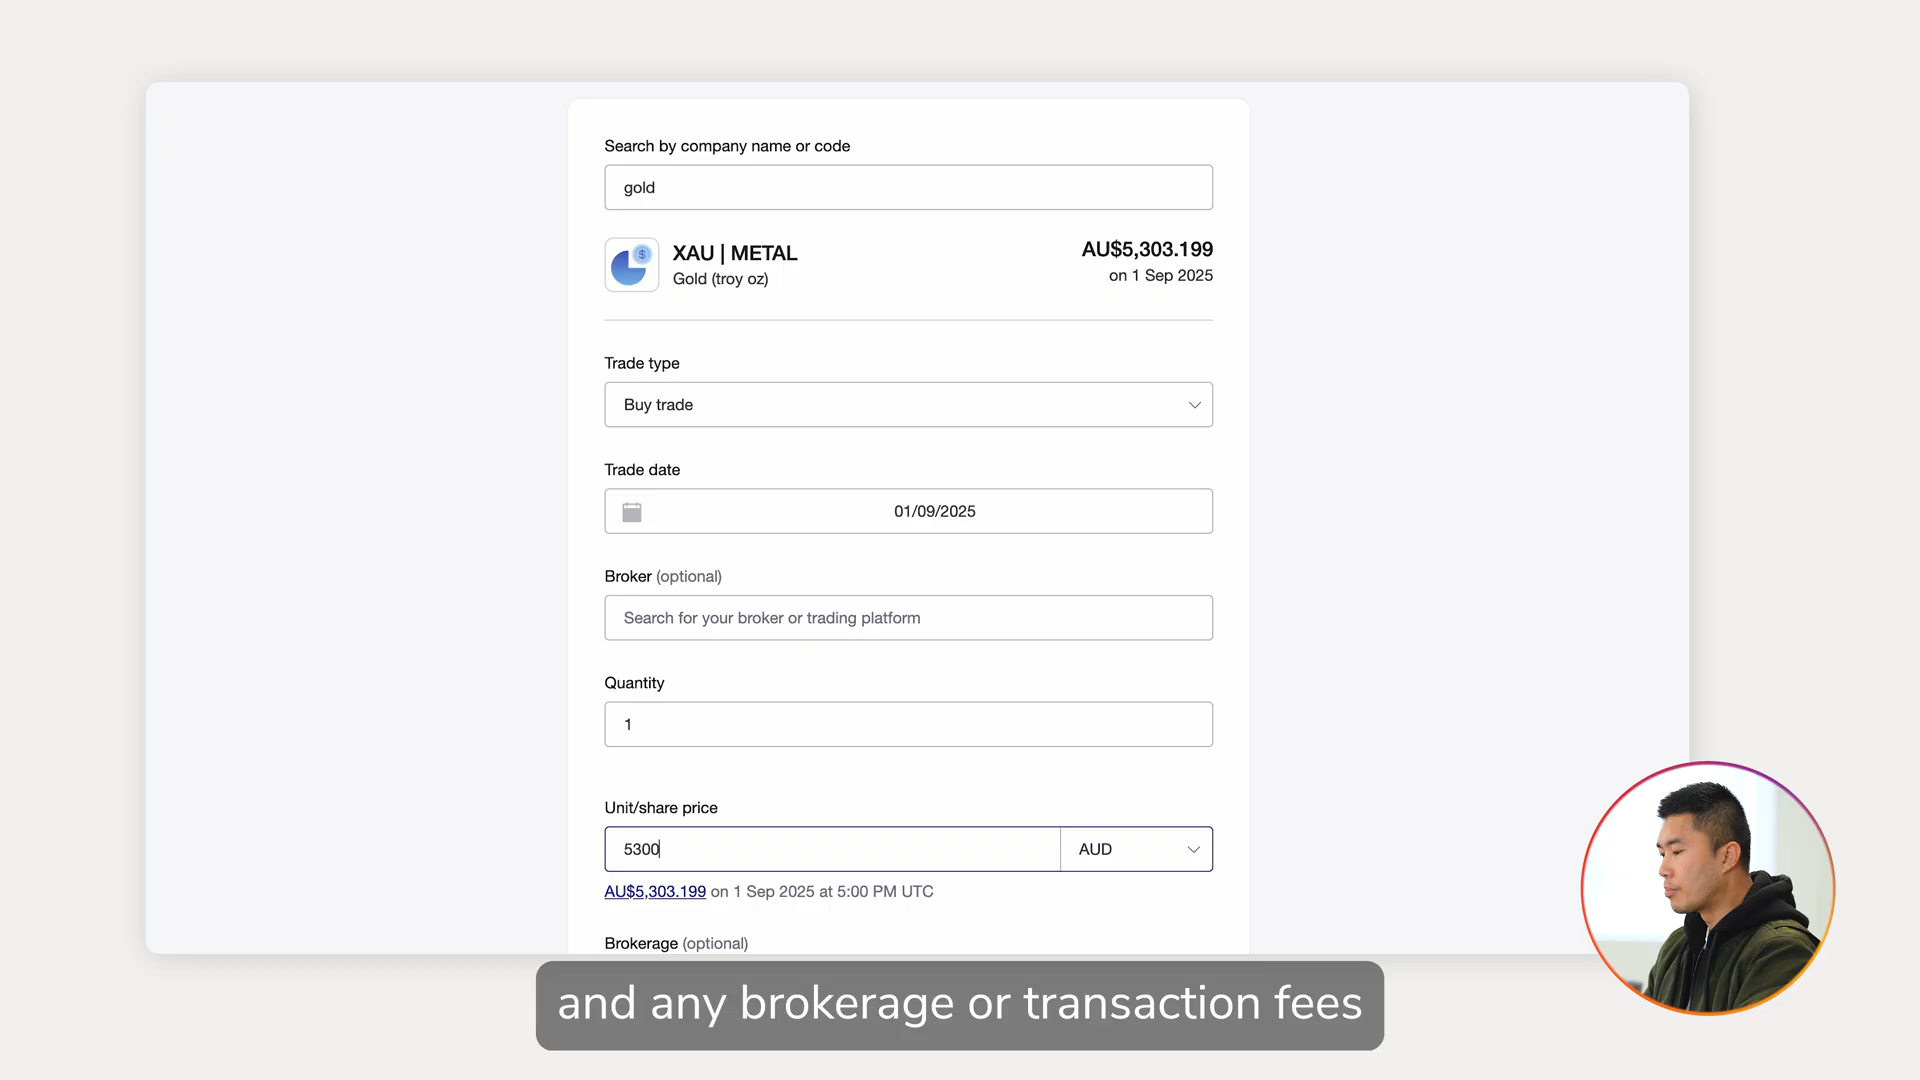 Search by company name or code
gold
$
XAU | METAL
AU$5,303.199
Gold (troy oz)
on 1 Sep 2025
Trade type
Buy trade
Trade date
01/09/2025
Broker (optional)
Search for your broker or trading platform
Quantity
1
Unit/share price
5300
AUD
AU$5,303.199 on 1 Sep 2025 at 5:00 PM UTC
Brokerage (optional)
and any brokerage or transaction fees